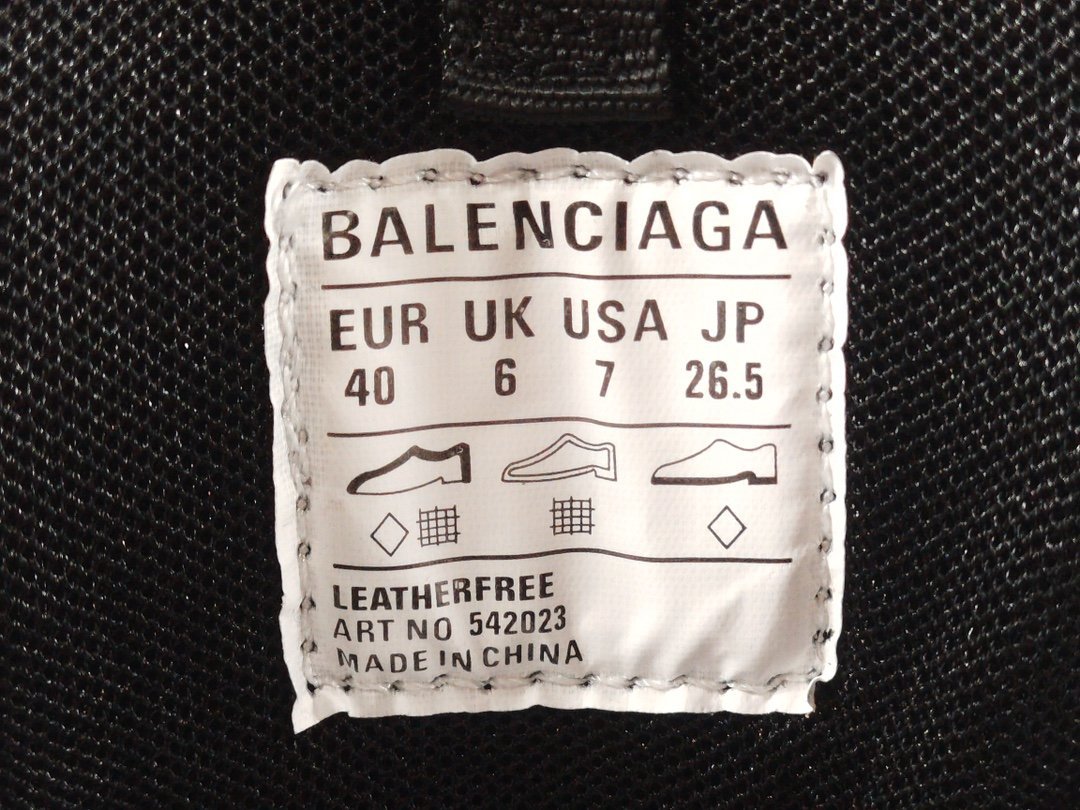 BALENCIAGA
EUR UK USA JP
40 6 7 26.5
LEATHERFREE
ART NO 542023
MADE IN CHINA